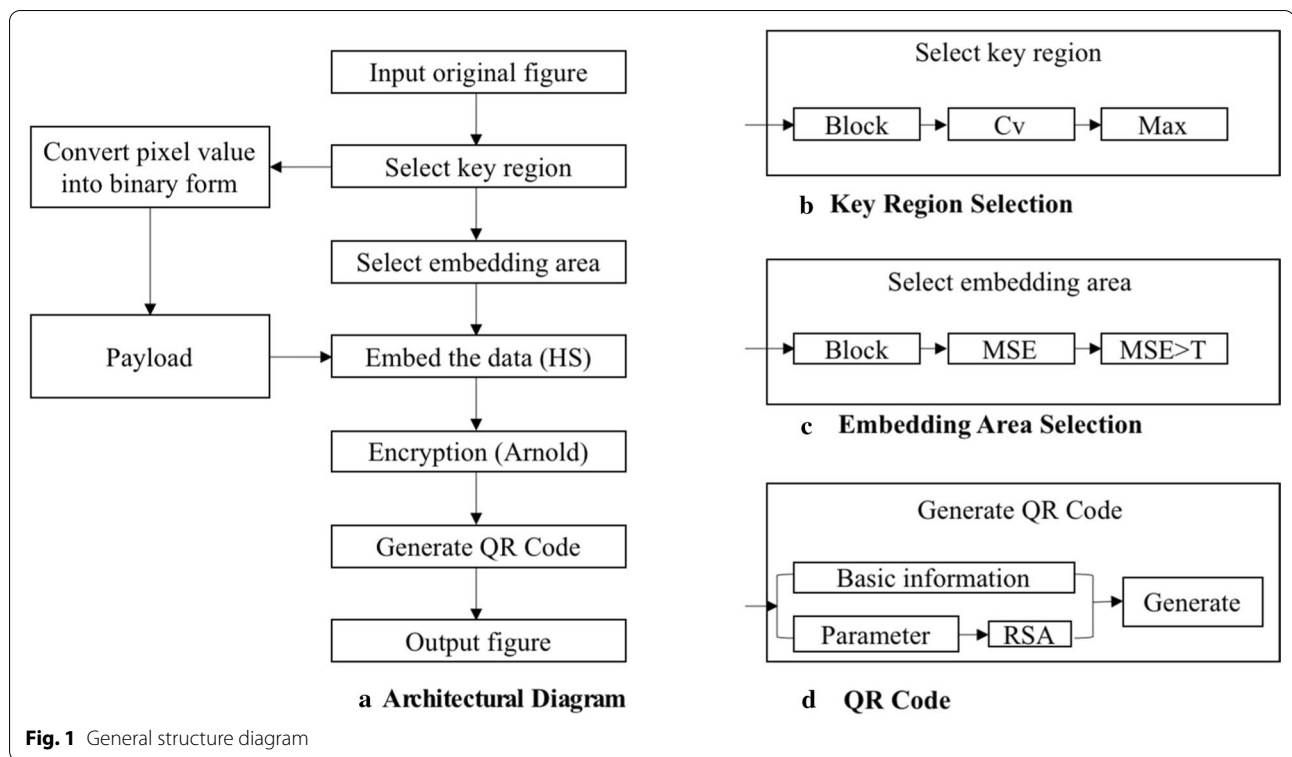 Input original figure
Convert pixel value
into binary form
Select key region
Select embedding area
Payload
Embed the data (HS)
Encryption (Arnold)
Generate QR Code
Output figure
a Architectural Diagram
Select key region
Block
Cv
Max
b Key Region Selection
Select embedding area
Block
MSE
MSE>T
c Embedding Area Selection
Generate QR Code
Basic information
Parameter
RSA
Generate
d QR Code
Fig. 1 General structure diagram